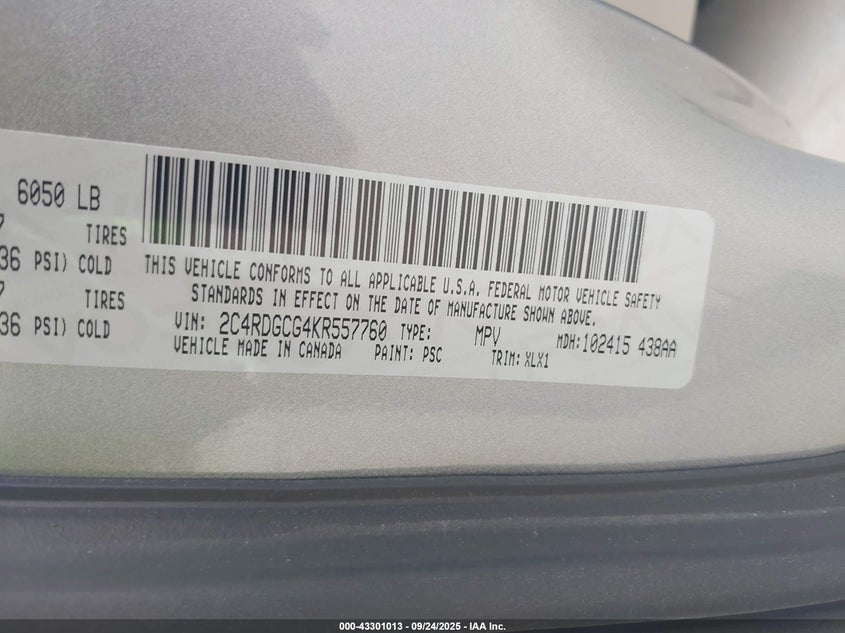 6050 LB
7 TIRES
36 PSI) COLD
7 TIRES
36 PSI) COLD
THIS VEHICLE CONFORMS TO ALL APPLICABLE U.S.A. FEDERAL MOTOR VEHICLE SAFETY
STANDARDS IN EFFECT ON THE DATE OF MANUFACTURE SHOWN ABOVE.
VIN: 2C4RDGCG4KR557760 TYPE: MPV MDH:102415 438AA
VEHICLE MADE IN CANADA PAINT: PSC TRIM: XLX1
000-43301013 - 09/24/2025 - IAA Inc.